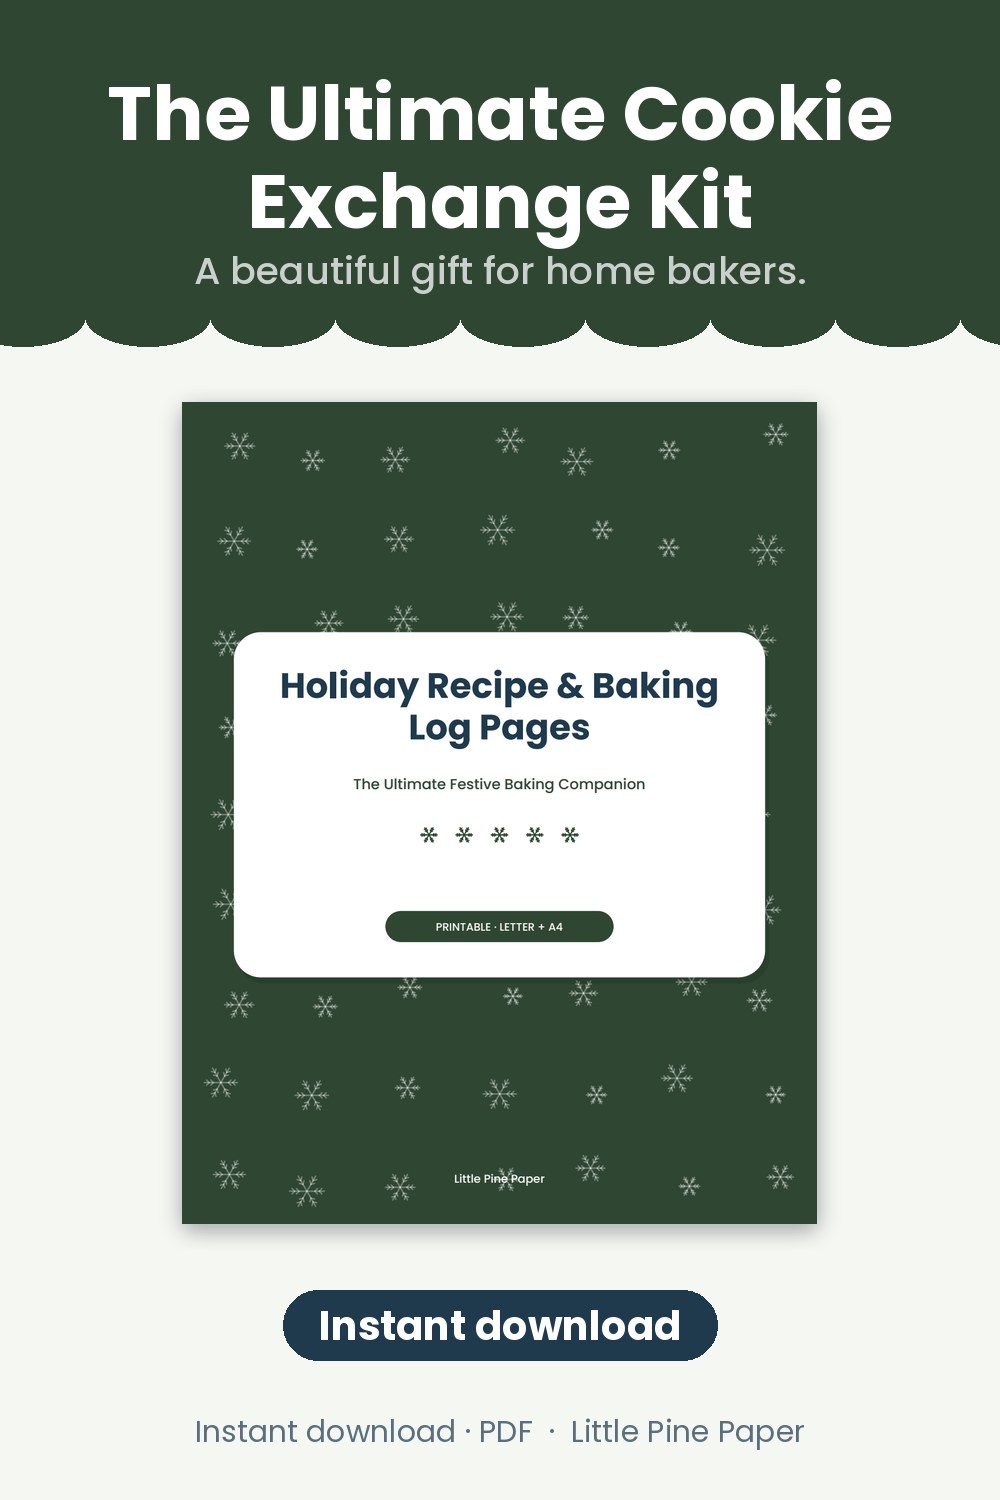 The Ultimate Cookie
Exchange Kit
A beautiful gift for home bakers.
Holiday Recipe & Baking
Log Pages
The Ultimate Festive Baking Companion
PRINTABLE · LETTER + A4
Little Pine Paper
Instant download
Instant download · PDF · Little Pine Paper